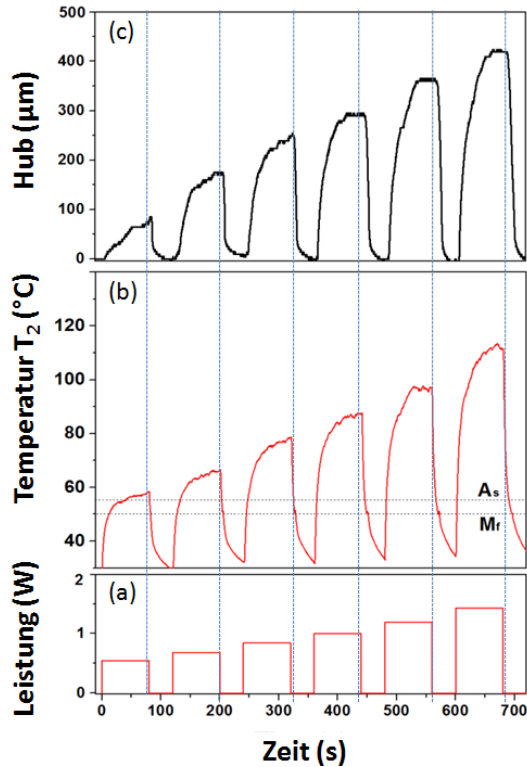 (c)
500
400
300
200
100
0
Hub (µm)
(b)
120
100
80
60
40
Temperatur T₂ (°C)
As
Mf
(a)
2
1
0
Leistung (W)
0 100 200 300 400 500 600 700
Zeit (s)